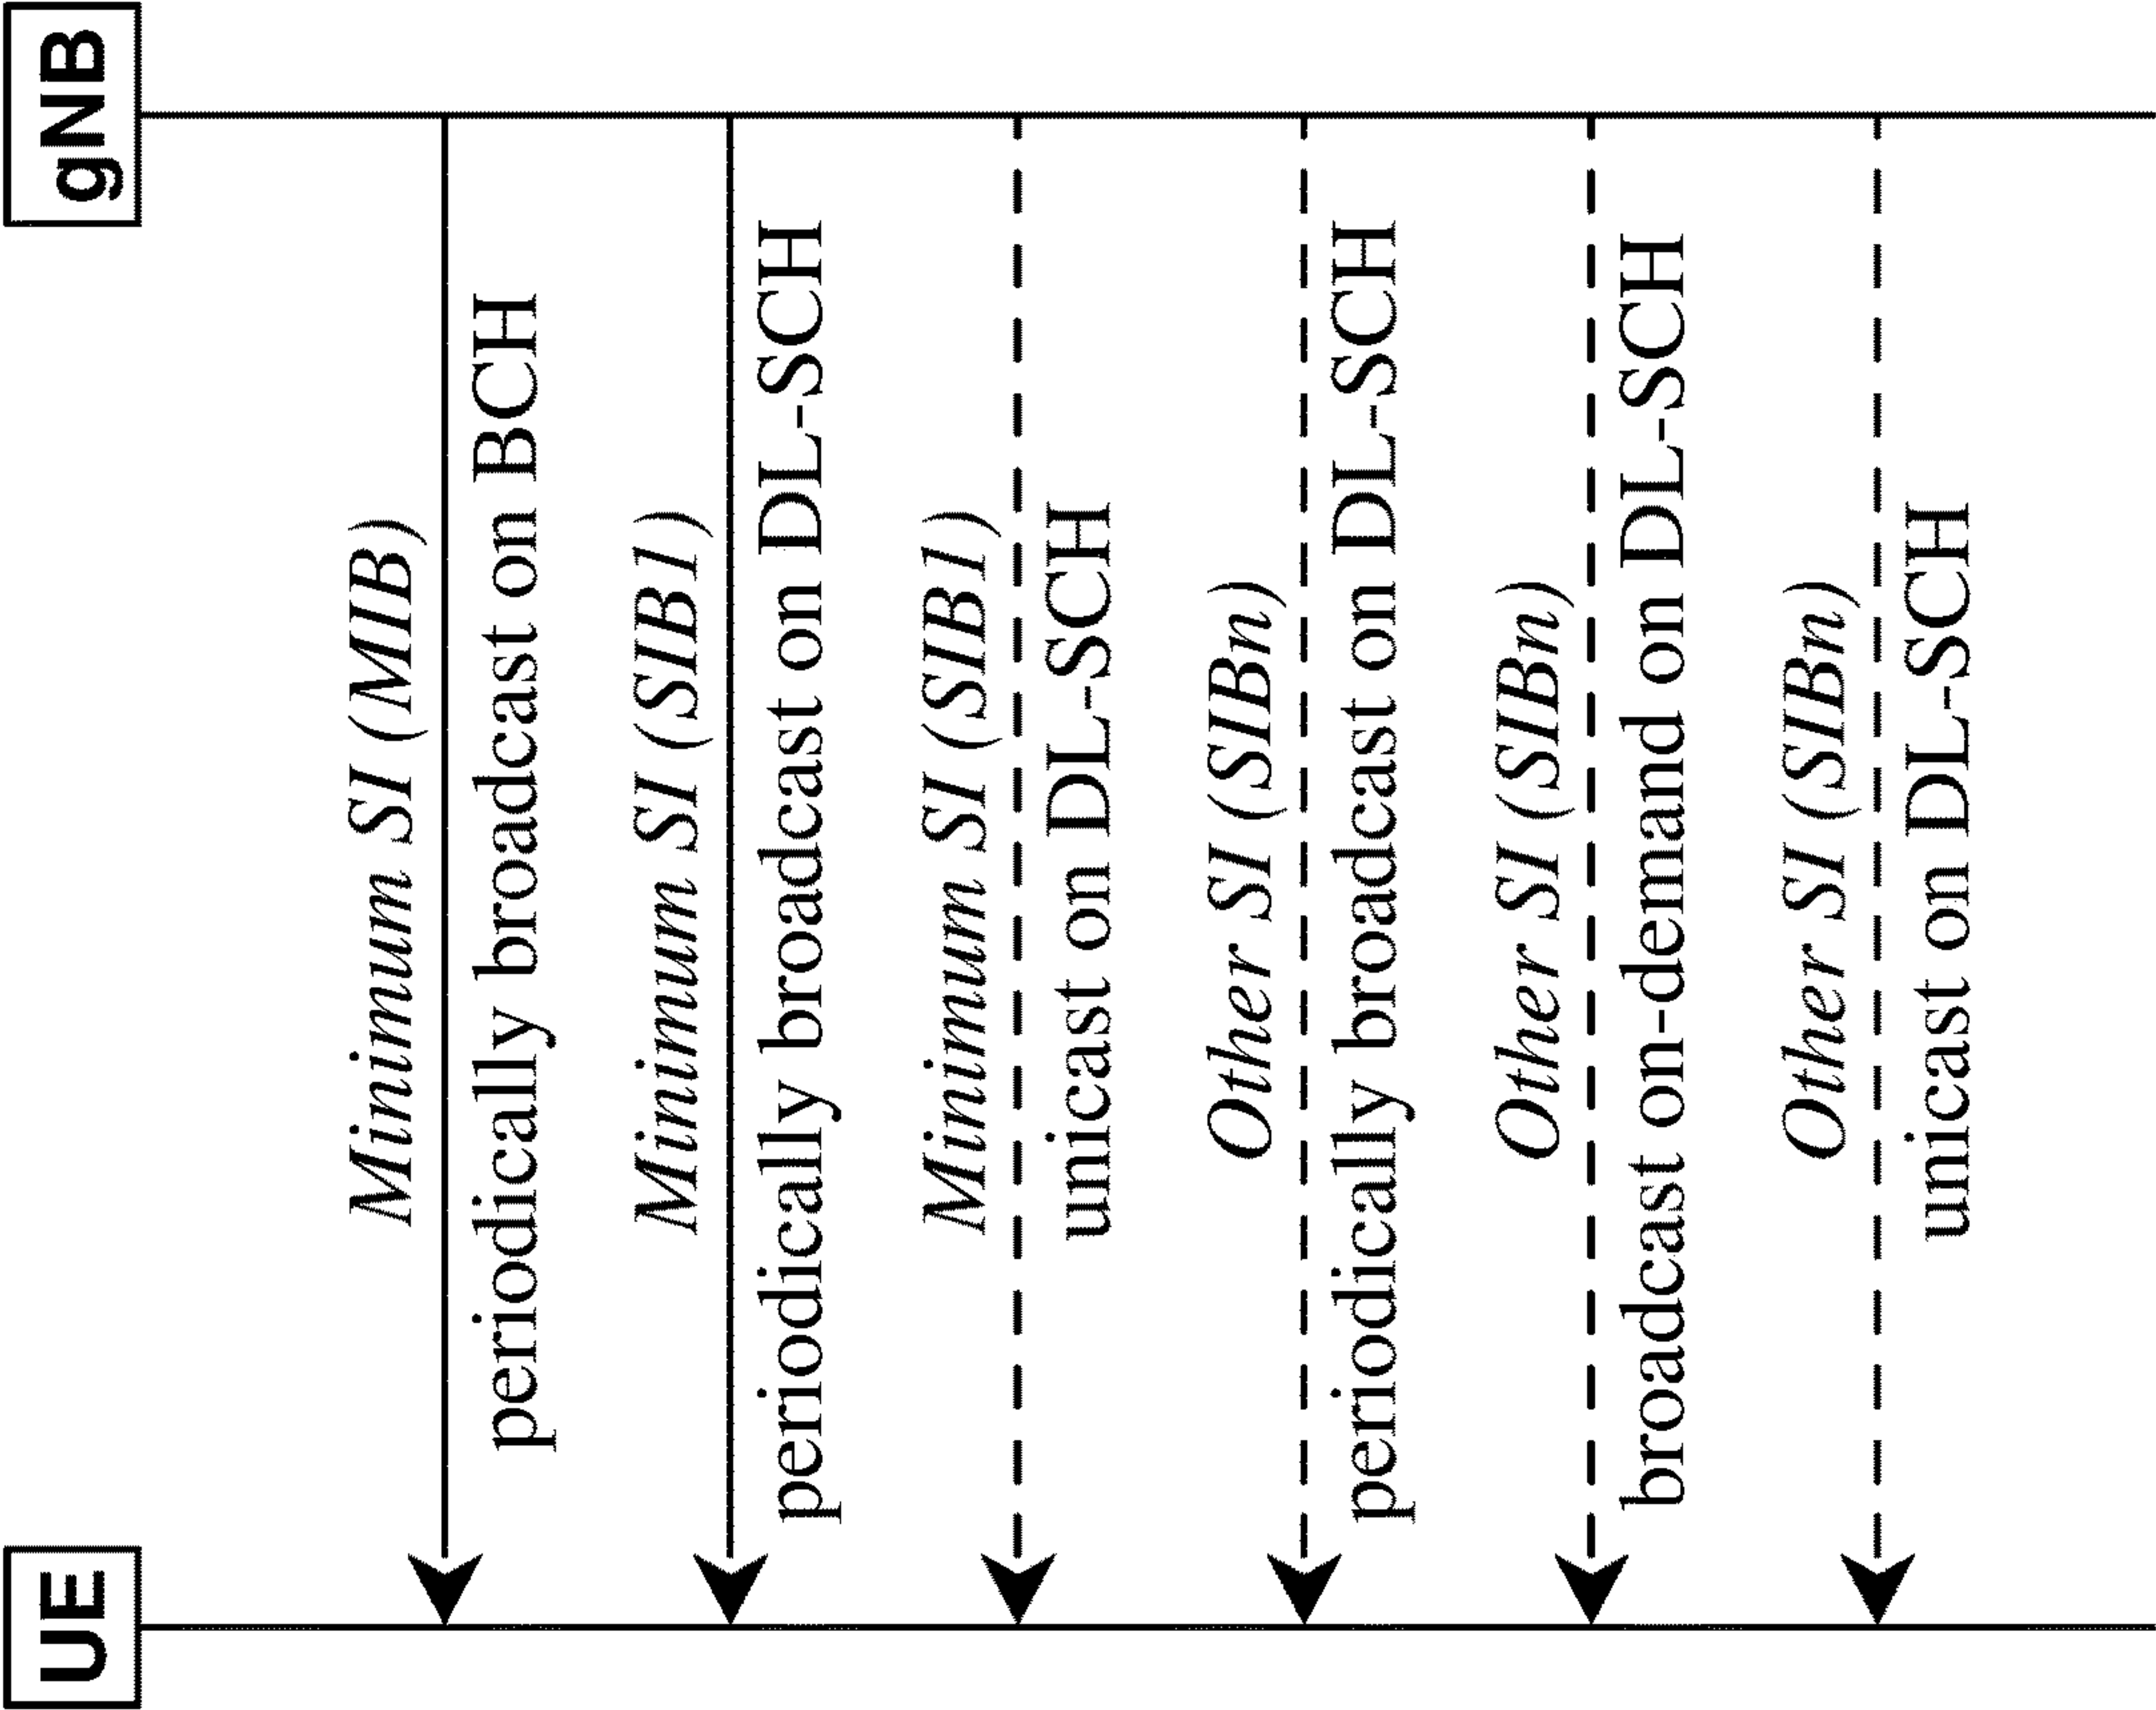 UE
gNB
Minimum SI (MIB)
periodically broadcast on BCH
Minimum SI (SIB1)
periodically broadcast on DL-SCH
Minimum SI (SIB1)
unicast on DL-SCH
Other SI (SIBn)
periodically broadcast on DL-SCH
Other SI (SIBn)
broadcast on-demand on DL-SCH
Other SI (SIBn)
unicast on DL-SCH